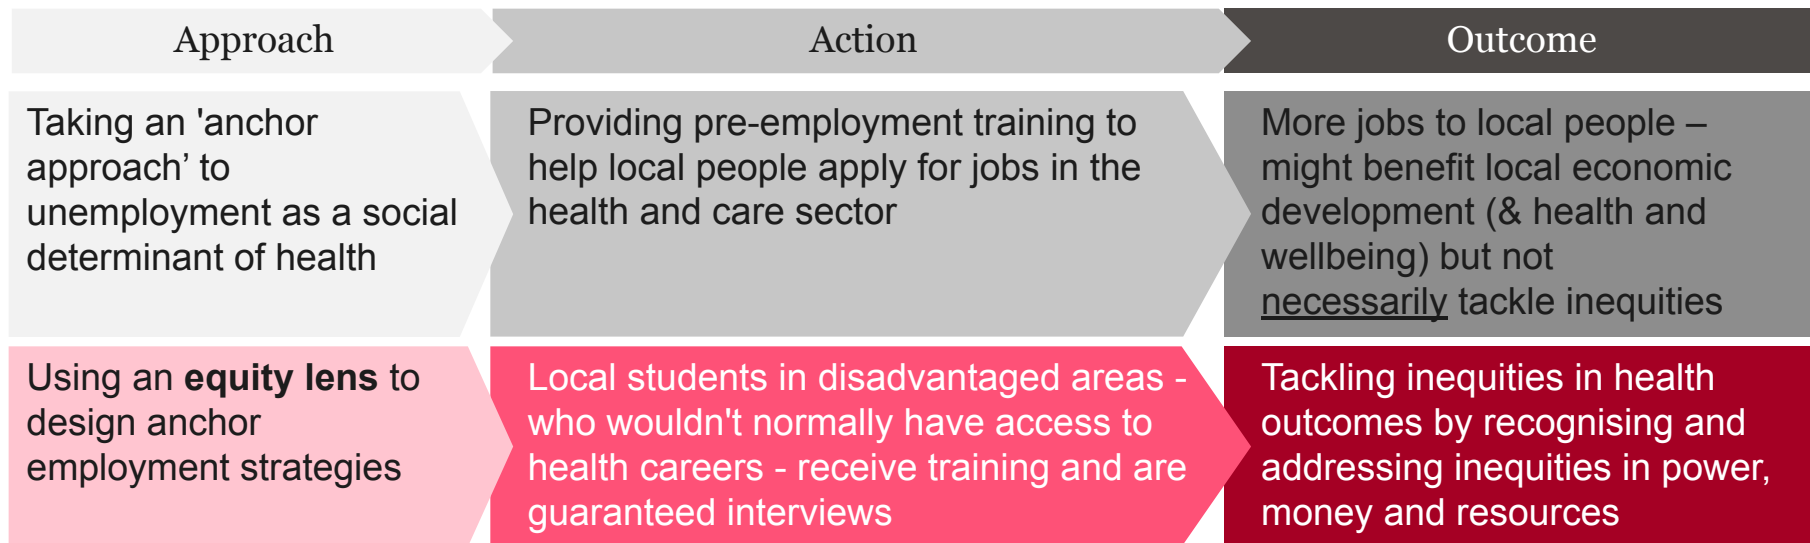 Approach
Action
Outcome
Taking an 'anchor
approach’ to
unemployment as a social
determinant of health
Providing pre-employment training to
help local people apply for jobs in the
health and care sector
More jobs to local people –
might benefit local economic
development (& health and
wellbeing) but not
necessarily tackle inequities
Using an equity lens to
design anchor
employment strategies
Local students in disadvantaged areas -
who wouldn't normally have access to
health careers - receive training and are
guaranteed interviews
Tackling inequities in health
outcomes by recognising and
addressing inequities in power,
money and resources